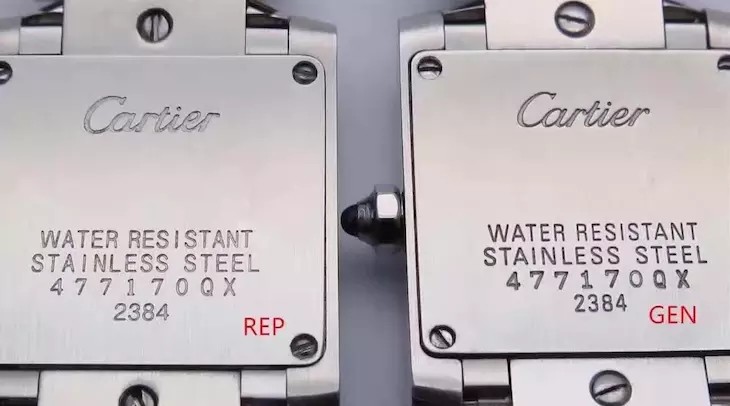 Cartier
WATER RESISTANT
STAINLESS STEEL
477170QX
2384
REP
Cartier
WATER RESISTANT
STAINLESS STEEL
477170QX
2384
GEN